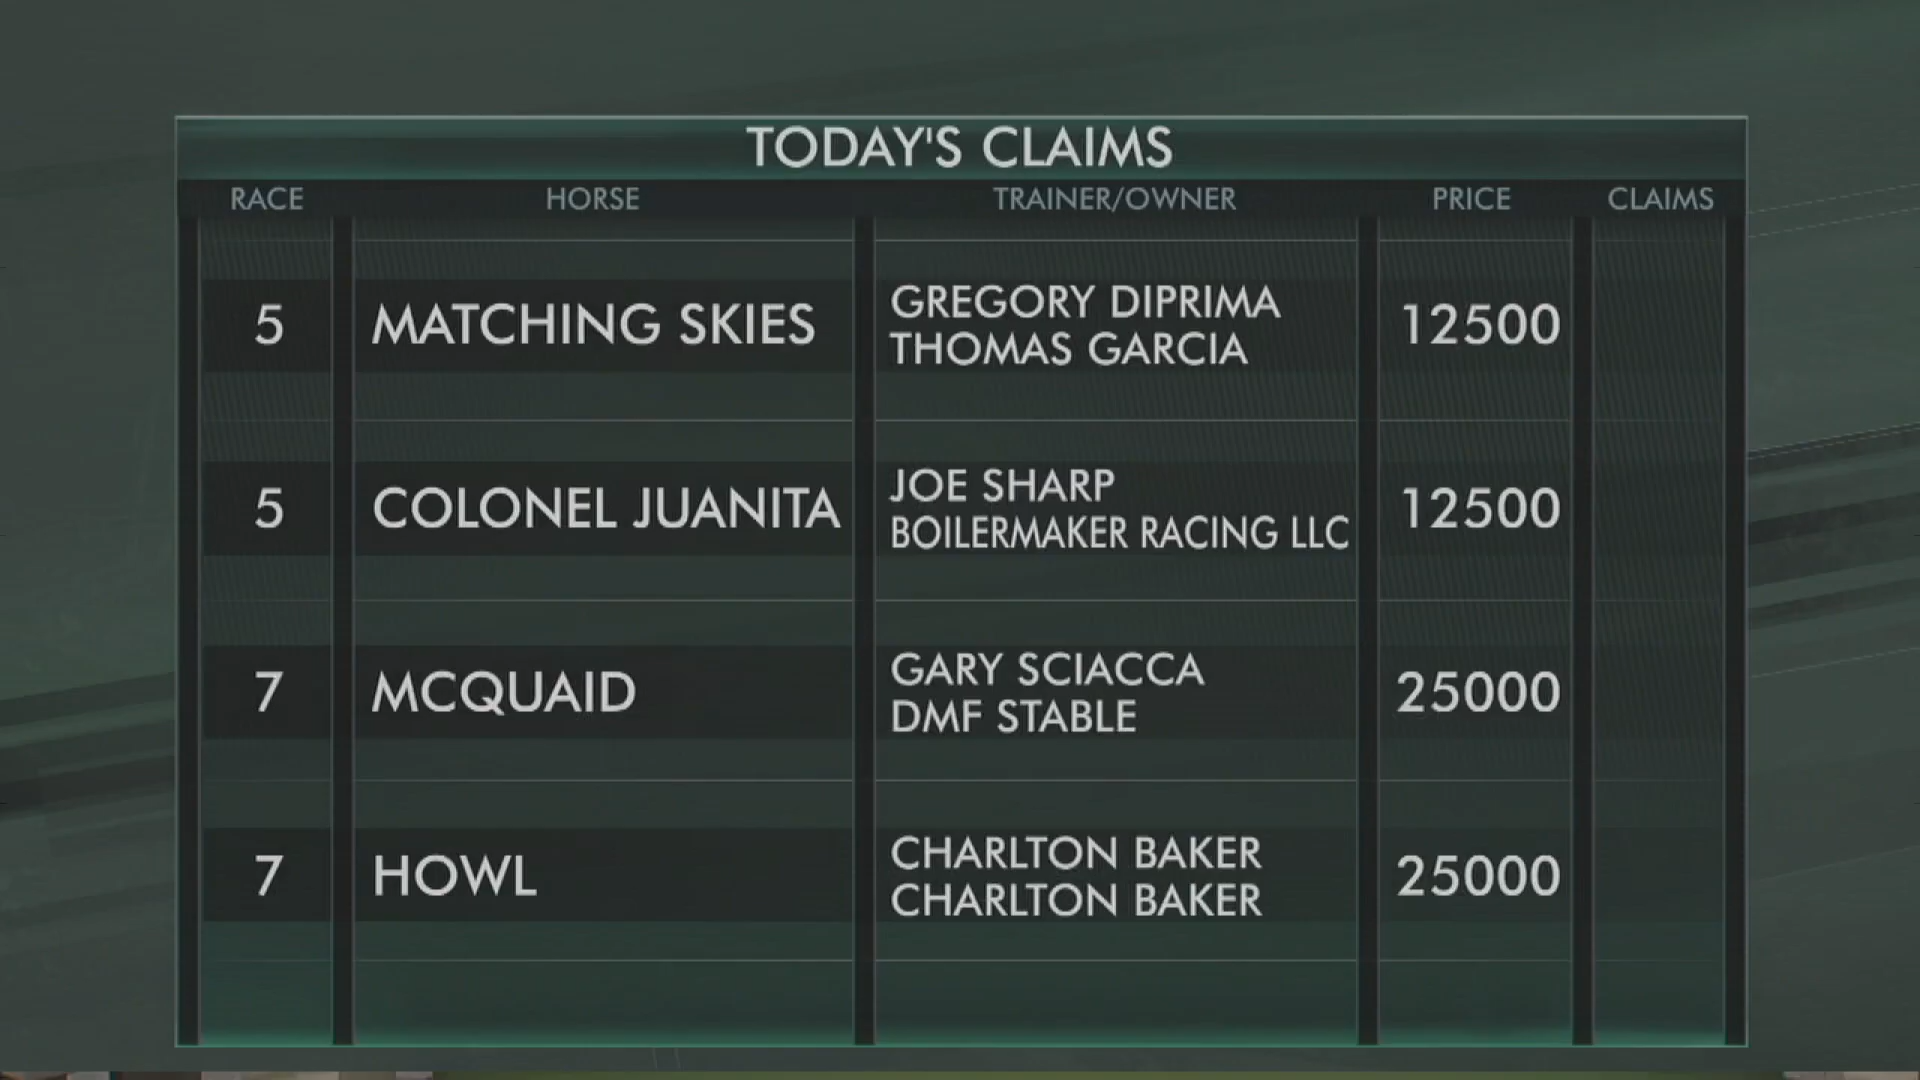 TODAY'S CLAIMS
RACE HORSE TRAINER/OWNER PRICE CLAIMS
5 MATCHING SKIES GREGORY DIPRIMA THOMAS GARCIA 12500
5 COLONEL JUANITA JOE SHARP BOILERMAKER RACING LLC 12500
7 MCQUAID GARY SCIACCA DMF STABLE 25000
7 HOWL CHARLTON BAKER CHARLTON BAKER 25000